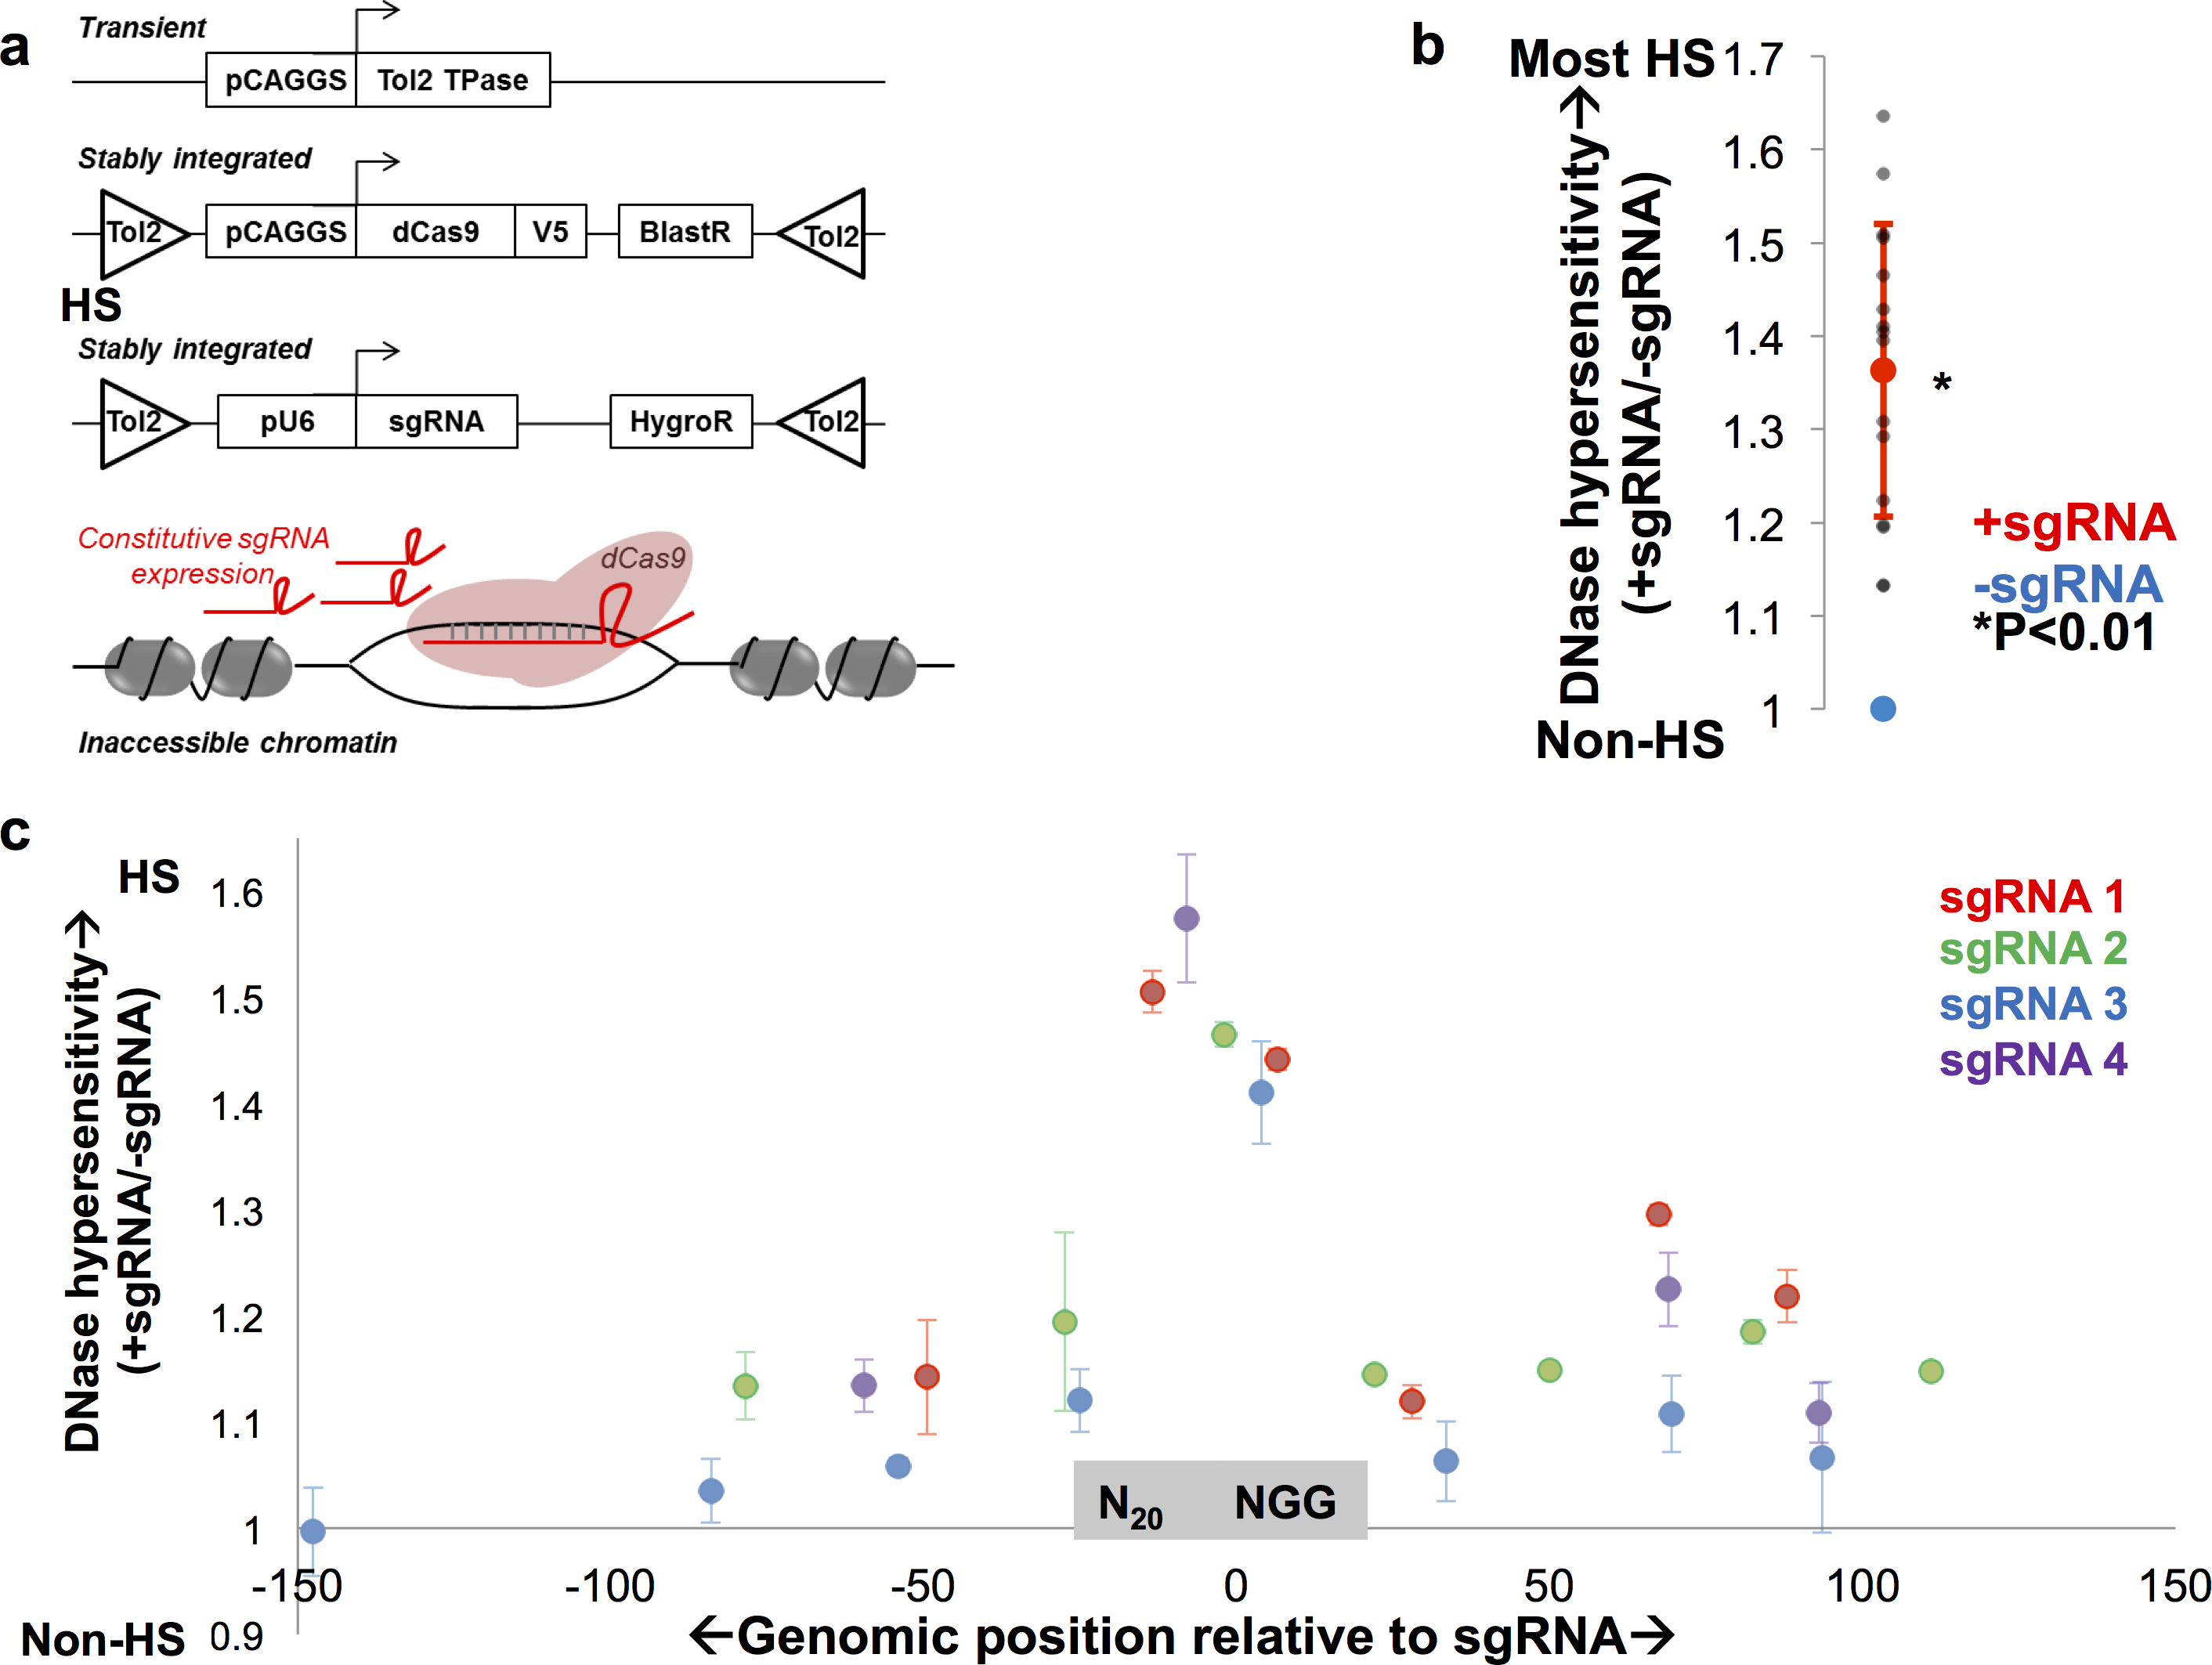 a
Transient
pCAGGS Tol2 TPase
Stably integrated
Tol2 pCAGGS dCas9 V5 BlastR Tol2
HS
Stably integrated
Tol2 pU6 sgRNA HygroR Tol2
Constitutive sgRNA
expression
dCas9
Inaccessible chromatin
b
Most HS
DNase hypersensitivity→
(+sgRNA/-sgRNA)
1.7
1.6
1.5
1.4
1.3
1.2
1.1
1
Non-HS
*
+sgRNA
-sgRNA
*P<0.01
c
HS
DNase hypersensitivity→
(+sgRNA/-sgRNA)
1.6
1.5
1.4
1.3
1.2
1.1
1
0.9
Non-HS
sgRNA 1
sgRNA 2
sgRNA 3
sgRNA 4
N20 NGG
-150 -100 -50 0 50 100 150
←Genomic position relative to sgRNA→